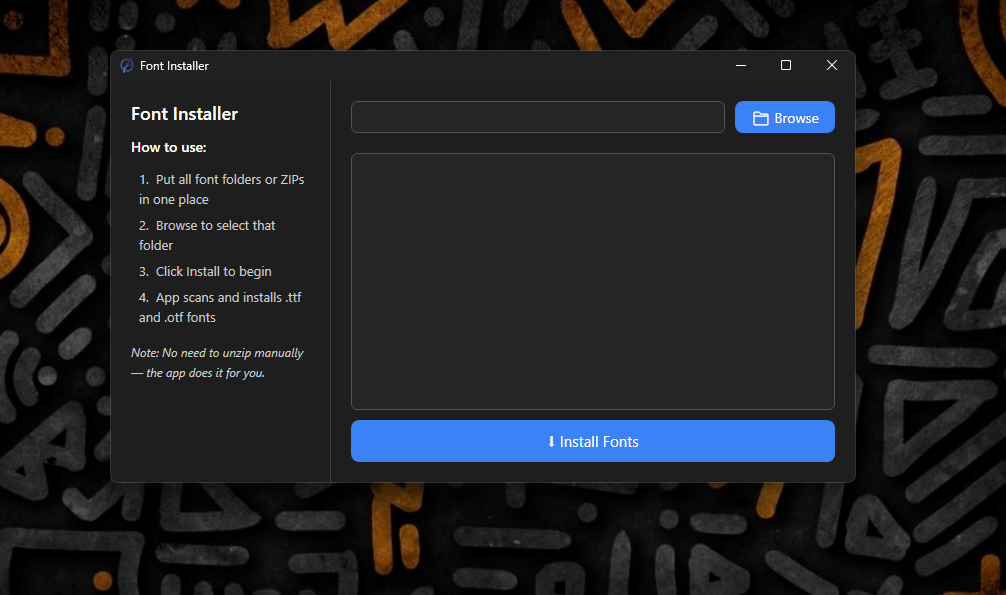 Font Installer
Font Installer
How to use:
1. Put all font folders or ZIPs
in one place
2. Browse to select that
folder
3. Click Install to begin
4. App scans and installs .ttf
and .otf fonts
Note: No need to unzip manually
— the app does it for you.
Browse
⬇ Install Fonts